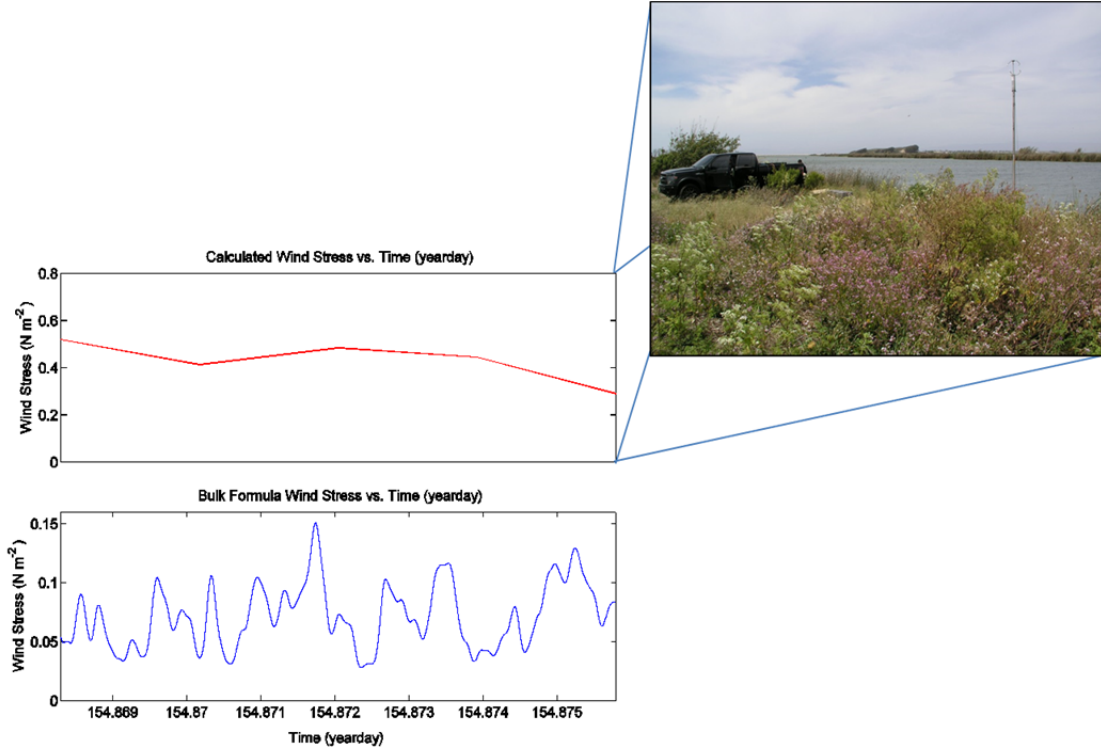 Calculated Wind Stress vs. Time (yearday)
Wind Stress (N m-2)
0.8
0.6
0.4
0.2
0
Bulk Formula Wind Stress vs. Time (yearday)
Wind Stress (N m-2)
0.15
0.1
0.05
0
154.869 154.87 154.871 154.872 154.873 154.874 154.875
Time (yearday)